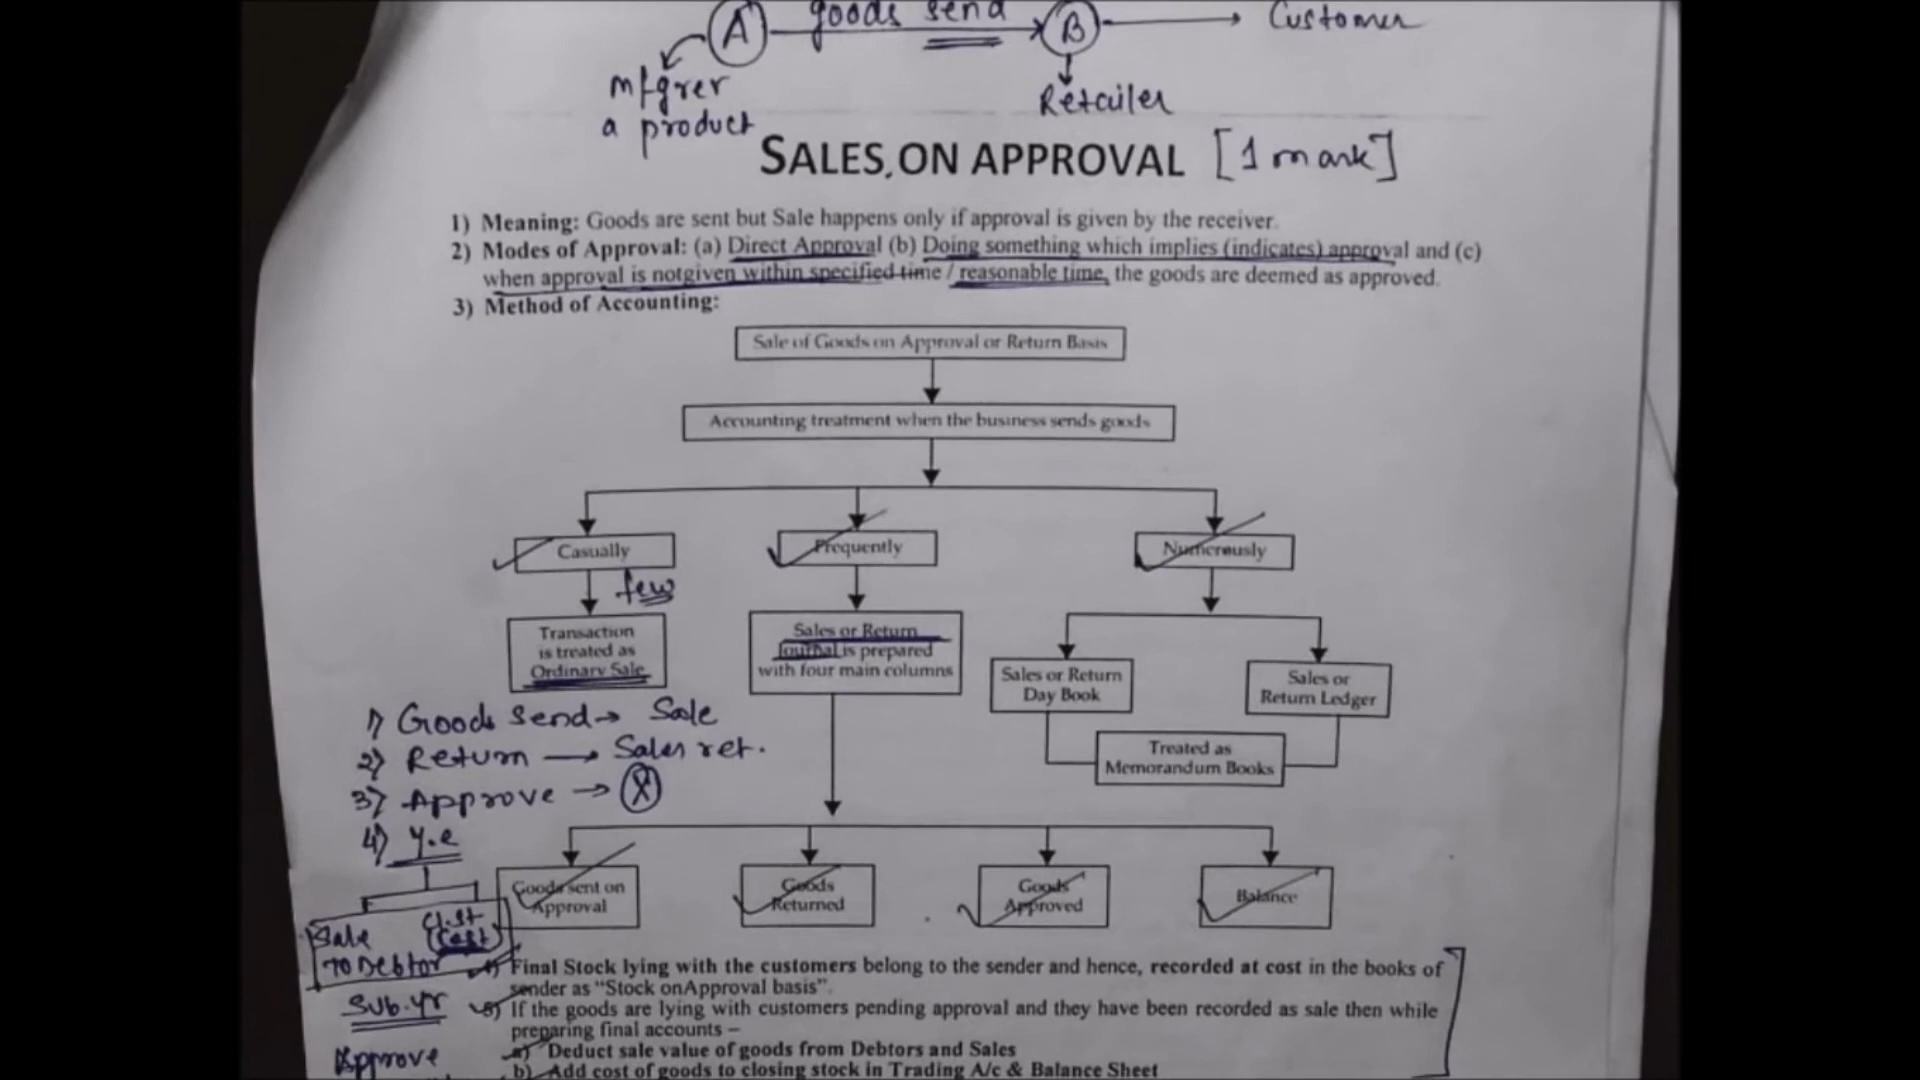 A goods send B Customer
Mfgrer
a product
Retailer
SALES ON APPROVAL [1 mark]
1) Meaning: Goods are sent but Sale happens only if approval is given by the receiver.
2) Modes of Approval: (a) Direct Approval (b) Doing something which implies (indicates) approval and (c)
when approval is notgiven within specified time / reasonable time, the goods are deemed as approved.
3) Method of Accounting:
Sale of Goods on Approval or Return Basis
Accounting treatment when the business sends goods
Casually
Frequently
Numerously
few
Transaction
is treated as
Ordinary Sale
Sales or Return
Journal is prepared
with four main columns
Sales or Return
Day Book
Sales or
Return Ledger
Treated as
Memorandum Books
1) Goods send → Sale
2) Return → Sales ret.
3) Approve → X
4) Y.e
Goods sent on
Approval
Goods
Returned
Goods
Approved
Balance
Sale
To Debtor
Cl.St
Cost
4) Final Stock lying with the customers belong to the sender and hence, recorded at cost in the books of
sender as "Stock onApproval basis".
Sub.yr
5) If the goods are lying with customers pending approval and they have been recorded as sale then while
preparing final accounts –
Approve
a) Deduct sale value of goods from Debtors and Sales
b) Add cost of goods to closing stock in Trading A/c & Balance Sheet